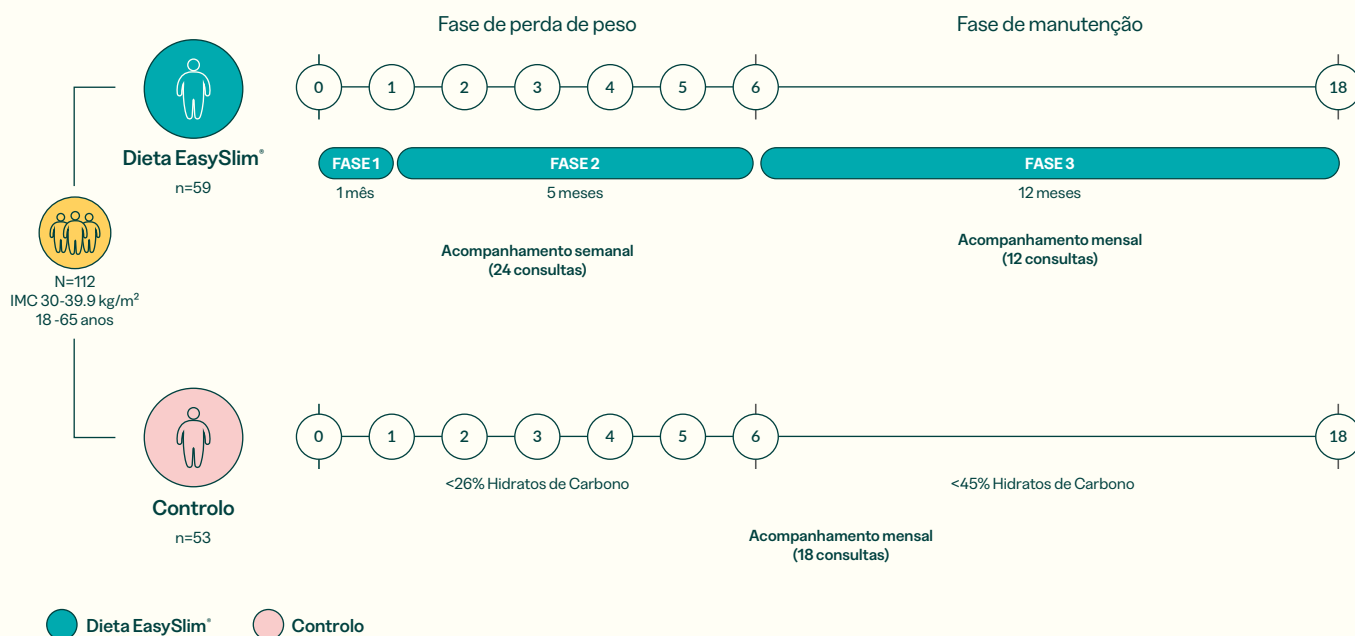 Fase de perda de peso
Fase de manutenção
0 1 2 3 4 5 6 18
Dieta EasySlim®
n=59
FASE 1 FASE 2 FASE 3
1 mês 5 meses 12 meses
Acompanhamento semanal
(24 consultas)
Acompanhamento mensal
(12 consultas)
N=112
IMC 30-39.9 kg/m²
18 -65 anos
0 1 2 3 4 5 6 18
Controlo
n=53
<26% Hidratos de Carbono
<45% Hidratos de Carbono
Acompanhamento mensal
(18 consultas)
Dieta EasySlim® Controlo